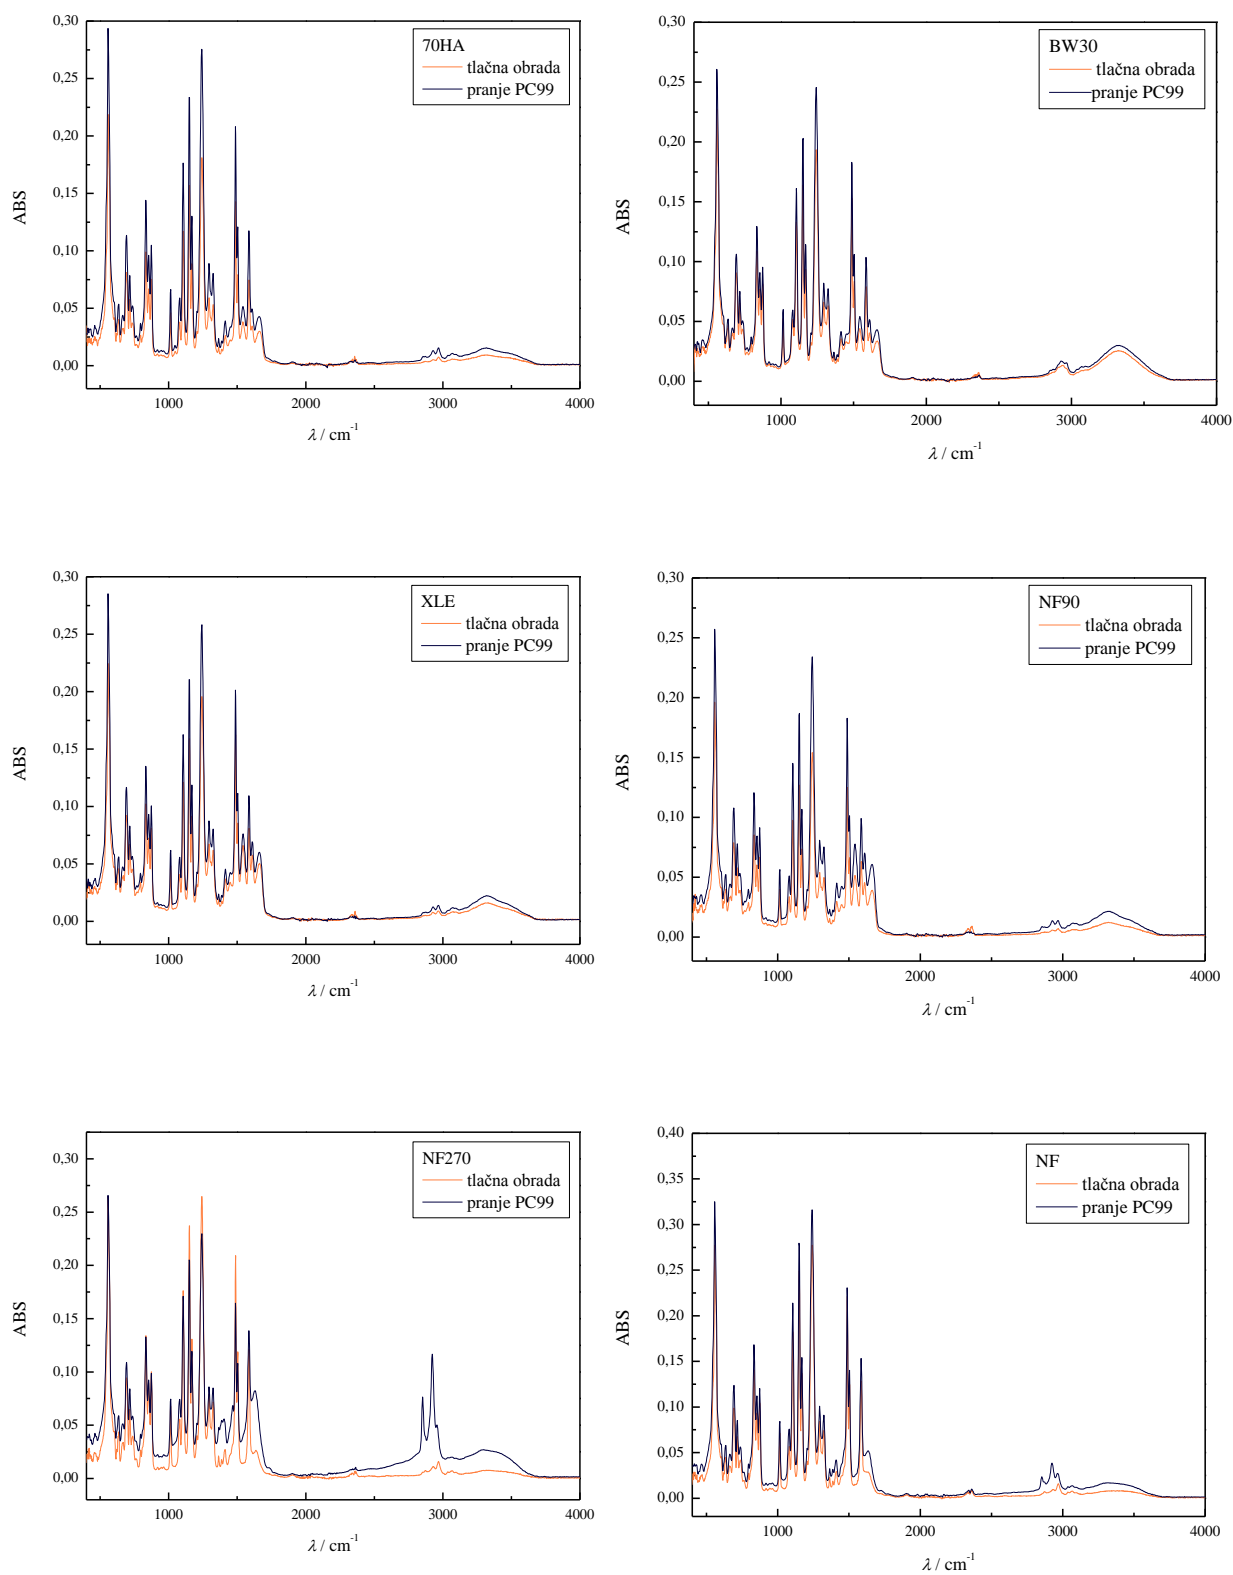 70HA
tlačna obrada
pranje PC99
0,30
0,25
0,20
0,15
0,10
0,05
0,00
ABS
1000 2000 3000 4000
λ / cm-1
BW30
tlačna obrada
pranje PC99
0,30
0,25
0,20
0,15
0,10
0,05
0,00
ABS
1000 2000 3000 4000
λ / cm-1
XLE
tlačna obrada
pranje PC99
0,30
0,25
0,20
0,15
0,10
0,05
0,00
ABS
1000 2000 3000 4000
λ / cm-1
NF90
tlačna obrada
pranje PC99
0,30
0,25
0,20
0,15
0,10
0,05
0,00
ABS
1000 2000 3000 4000
λ / cm-1
NF270
tlačna obrada
pranje PC99
0,30
0,25
0,20
0,15
0,10
0,05
0,00
ABS
1000 2000 3000 4000
λ / cm-1
NF
tlačna obrada
pranje PC99
0,40
0,35
0,30
0,25
0,20
0,15
0,10
0,05
0,00
ABS
1000 2000 3000 4000
λ / cm-1